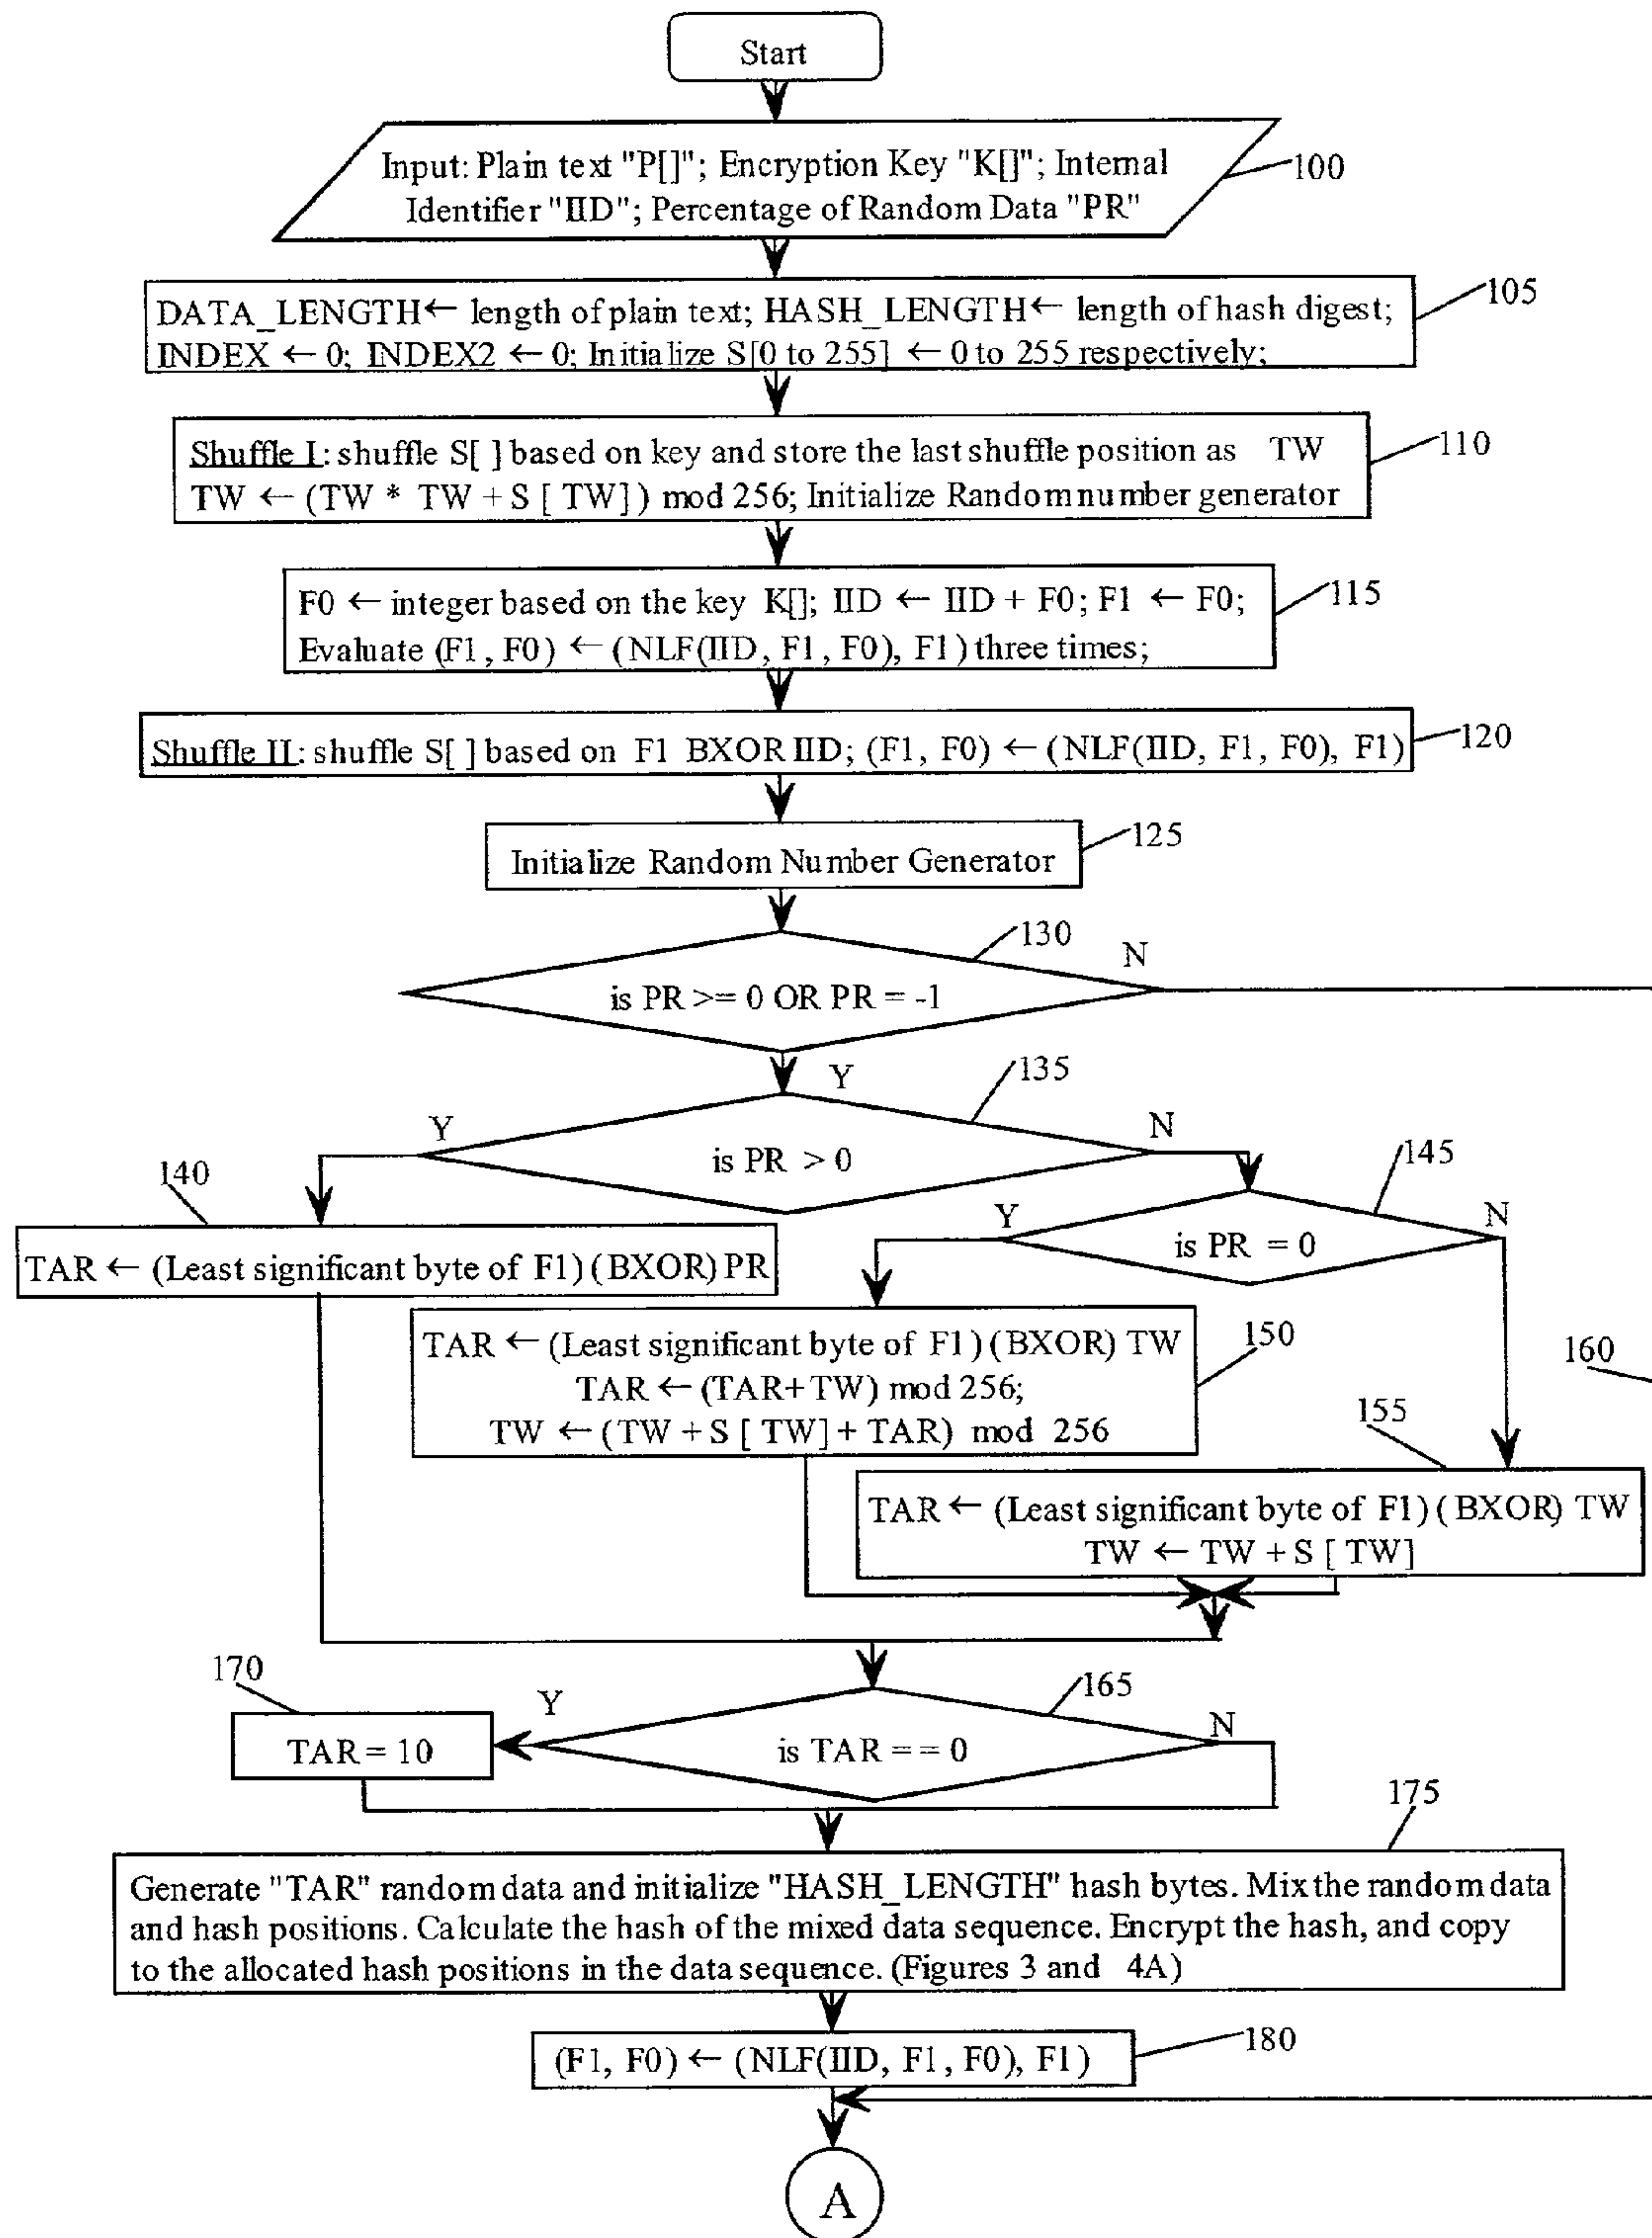 Start
Input: Plain text "P[]"; Encryption Key "K[]"; Internal
Identifier "IID"; Percentage of Random Data "PR"
100
DATA_LENGTH← length of plain text; HASH_LENGTH← length of hash digest;
INDEX ← 0; INDEX2 ← 0; Initialize S[0 to 255] ← 0 to 255 respectively;
105
Shuffle I: shuffle S[ ] based on key and store the last shuffle position as TW
TW ← (TW * TW + S [ TW]) mod 256; Initialize Random number generator
110
F0 ← integer based on the key K[]; IID ← IID + F0; F1 ← F0;
Evaluate (F1, F0) ← (NLF(IID, F1, F0), F1) three times;
115
Shuffle II: shuffle S[ ] based on F1 BXOR IID; (F1, F0) ← (NLF(IID, F1, F0), F1)
120
Initialize Random Number Generator
125
130
N
is PR >= 0 OR PR = -1
Y
135
Y
N
is PR > 0
140
145
TAR ← (Least significant byte of F1) (BXOR) PR
Y
N
is PR = 0
TAR ← (Least significant byte of F1) (BXOR) TW
TAR ← (TAR+TW) mod 256;
TW ← (TW + S [ TW] + TAR) mod 256
150
160
155
TAR ← (Least significant byte of F1) (BXOR) TW
TW ← TW + S [ TW]
170
165
Y
N
TAR = 10
is TAR = = 0
175
Generate "TAR" random data and initialize "HASH_LENGTH" hash bytes. Mix the random data
and hash positions. Calculate the hash of the mixed data sequence. Encrypt the hash, and copy
to the allocated hash positions in the data sequence. (Figures 3 and 4A)
(F1, F0) ← (NLF(IID, F1, F0), F1)
180
A